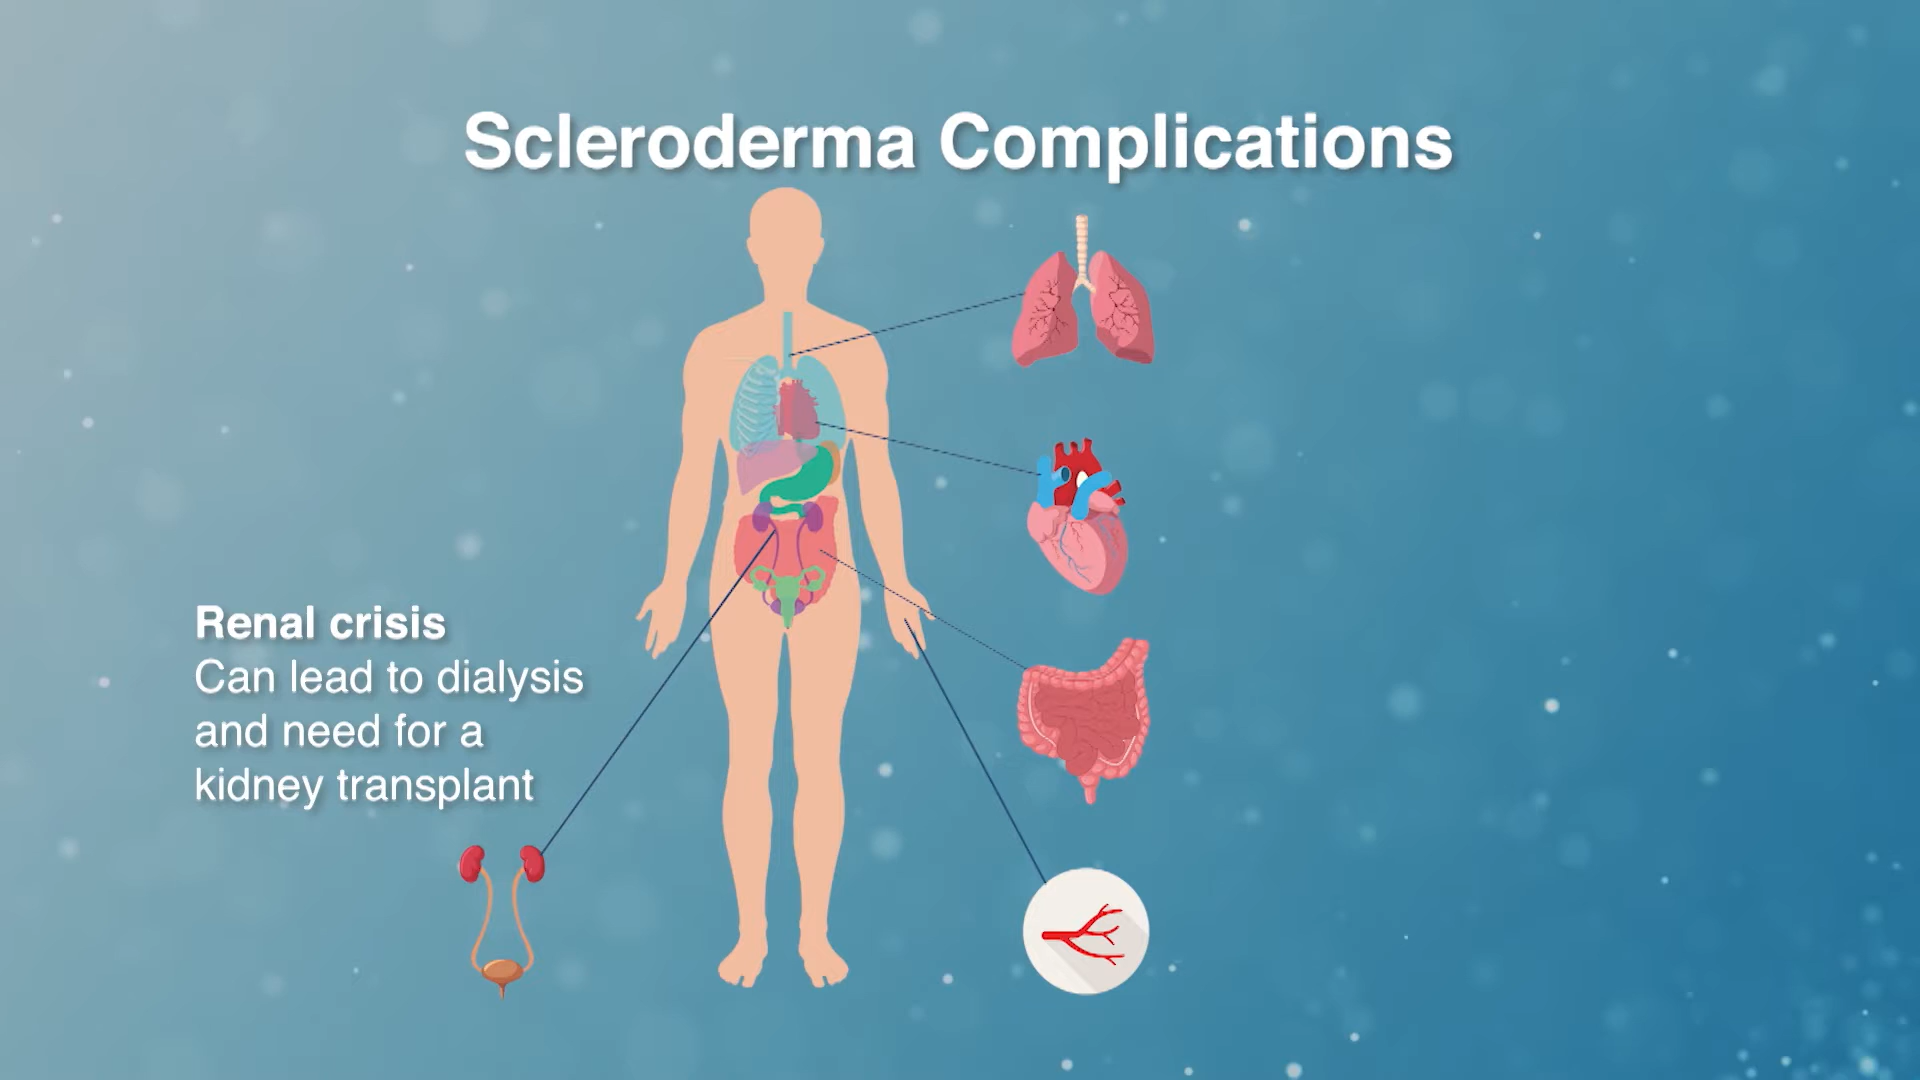 Scleroderma Complications
Renal crisis
Can lead to dialysis
and need for a
kidney transplant